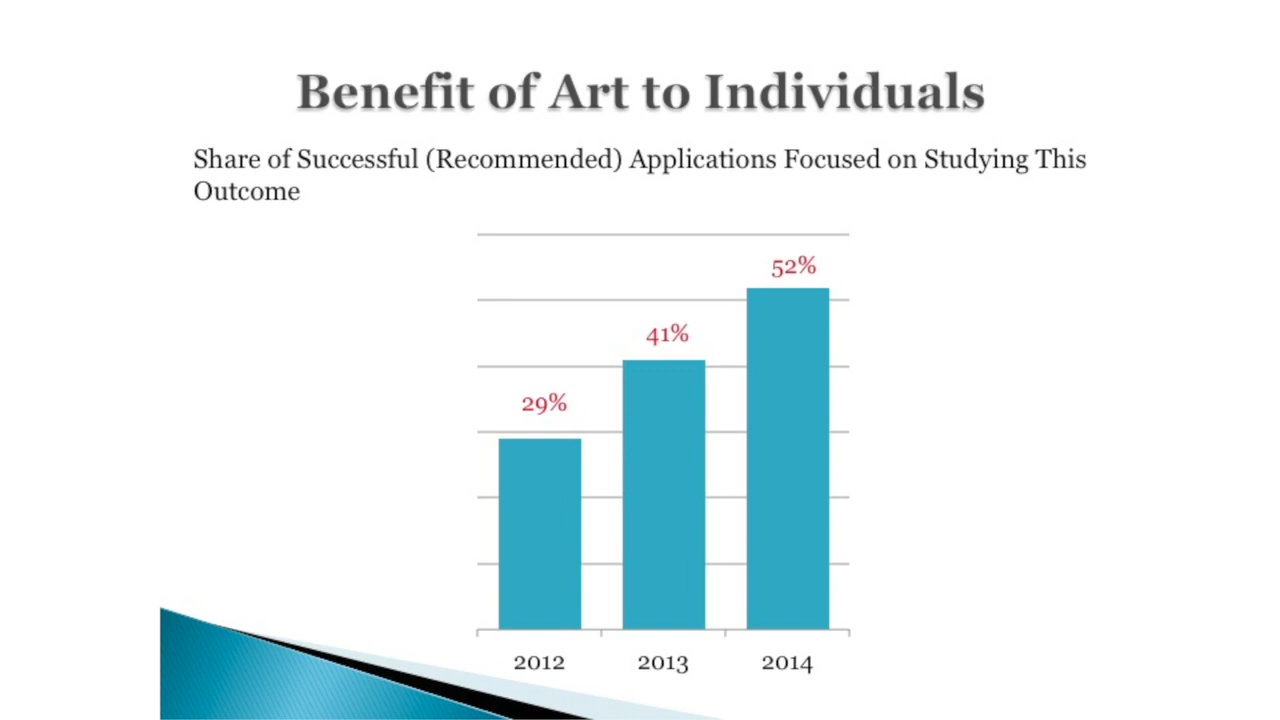 Benefit of Art to Individuals
Share of Successful (Recommended) Applications Focused on Studying This
Outcome
52%
41%
29%
2012 2013 2014